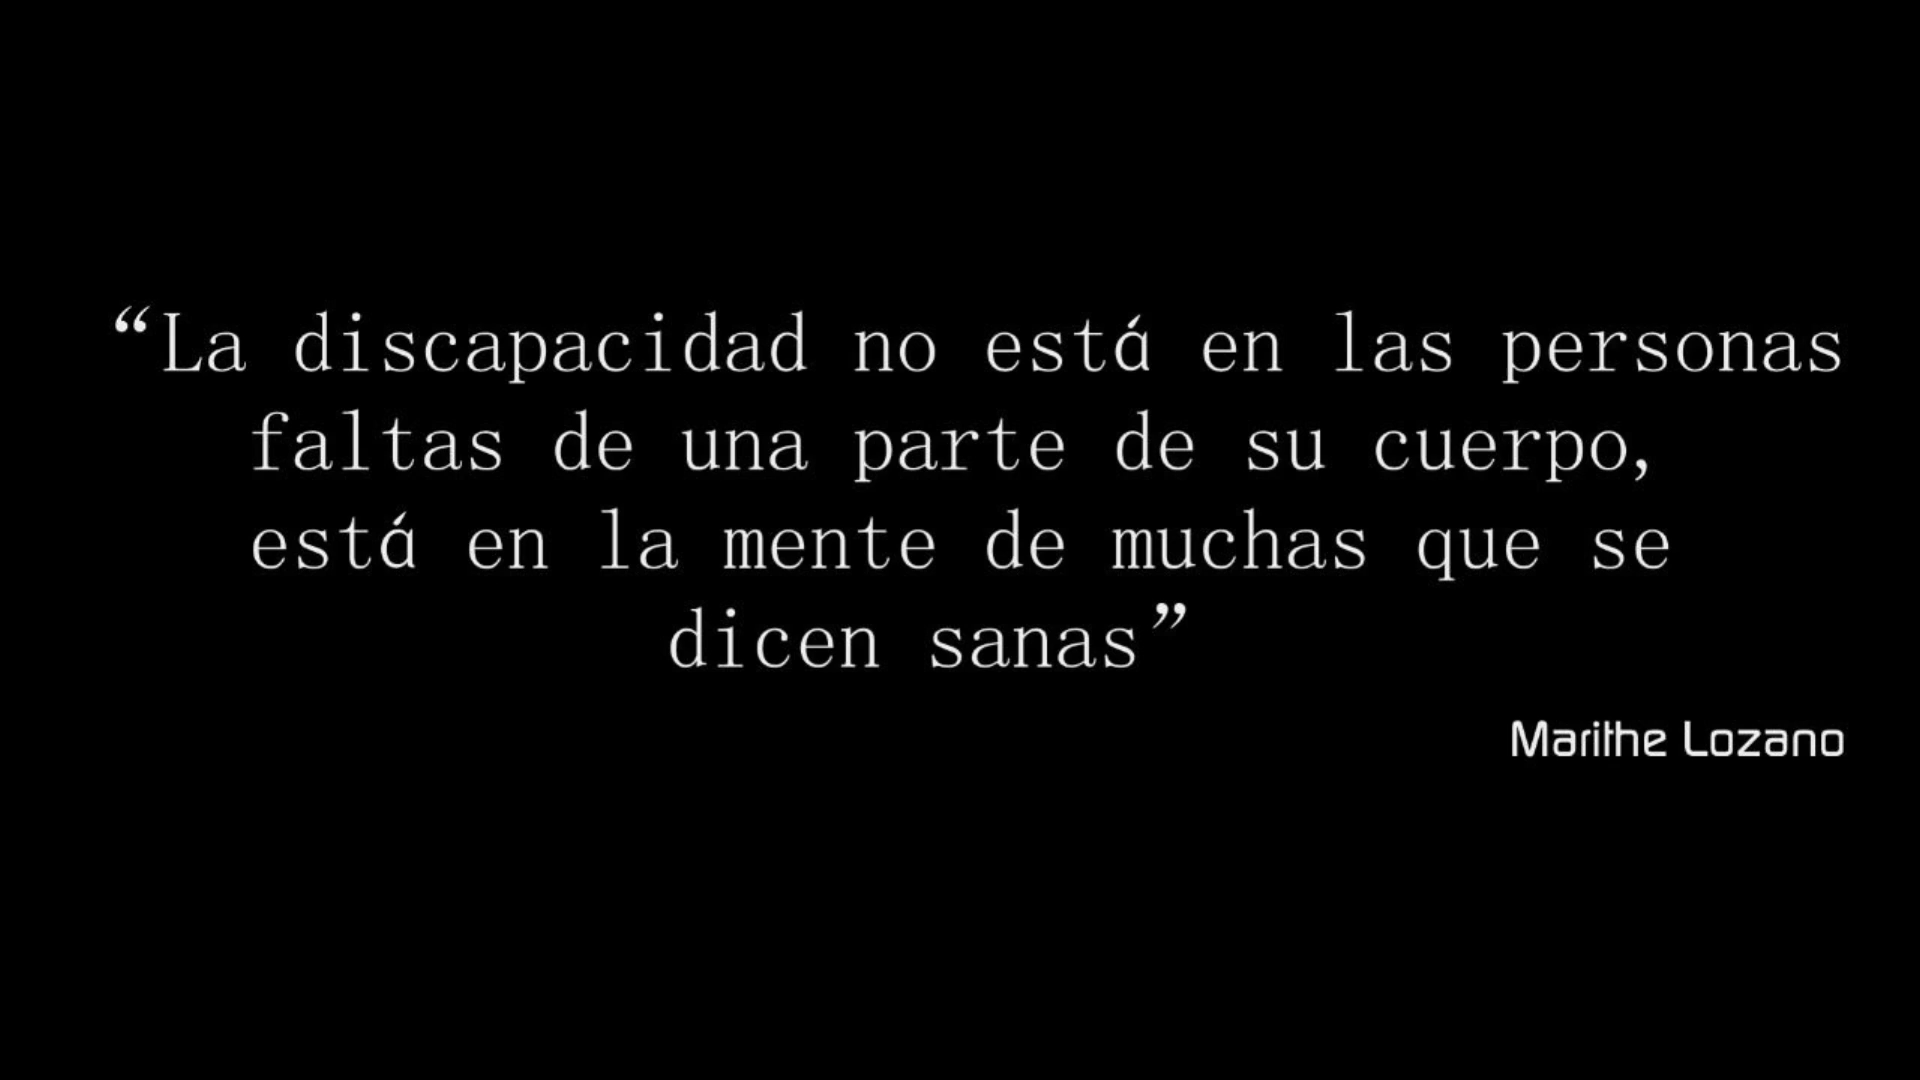 “La discapacidad no está en las personas
faltas de una parte de su cuerpo,
está en la mente de muchas que se
dicen sanas”
Marithe Lozano